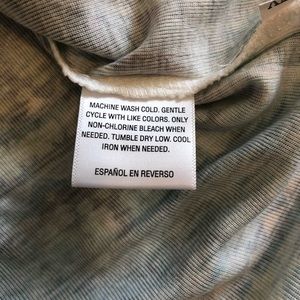 MACHINE WASH COLD. GENTLE
CYCLE WITH LIKE COLORS. ONLY
NON-CHLORINE BLEACH WHEN
NEEDED. TUMBLE DRY LOW. COOL
IRON WHEN NEEDED.
ESPAÑOL EN REVERSO